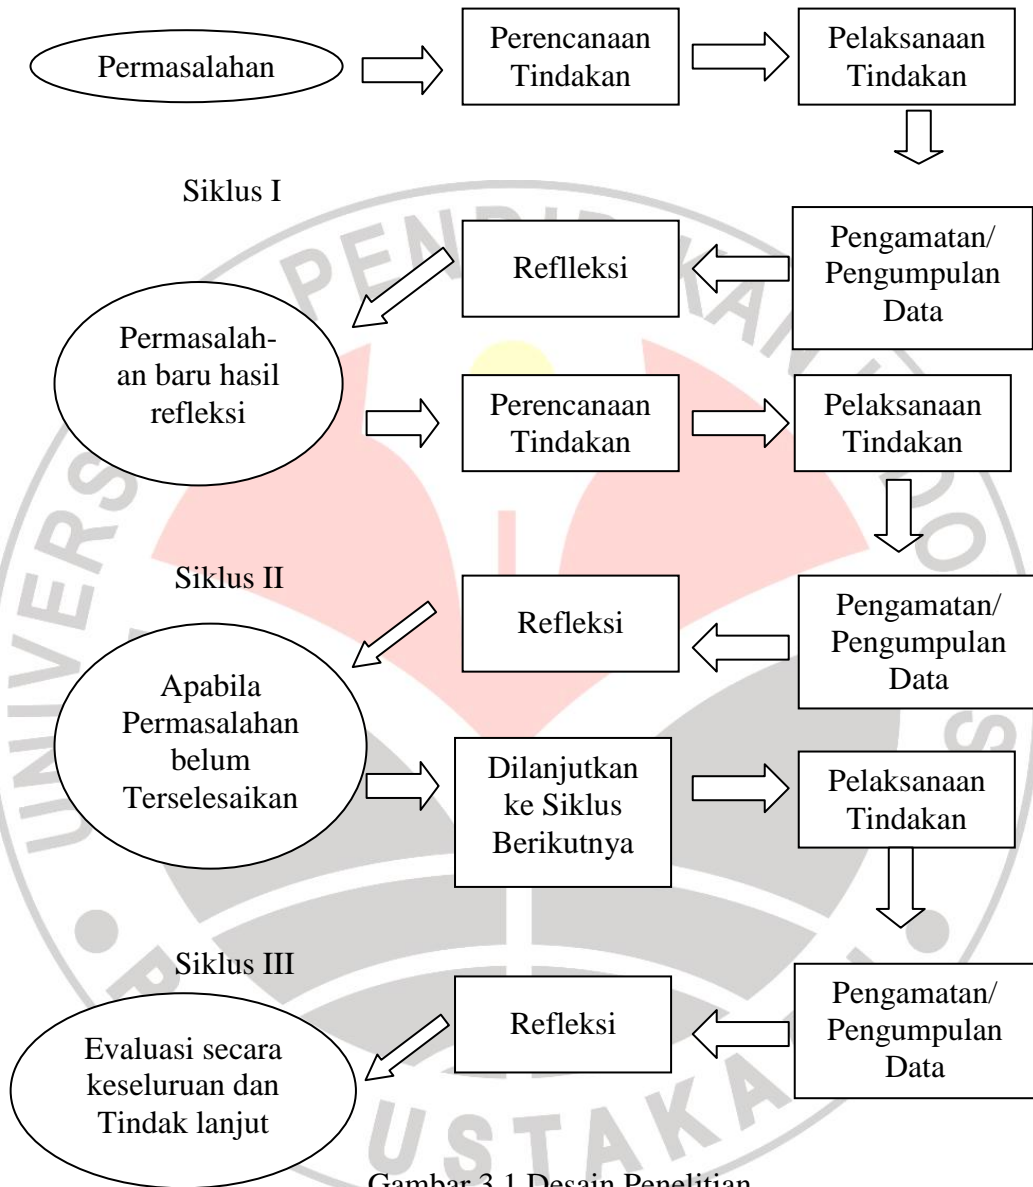 Permasalahan
Perencanaan
Tindakan
Pelaksanaan
Tindakan
Siklus I
Pengamatan/
Pengumpulan
Data
Reflleksi
Permasalah-
an baru hasil
refleksi
Perencanaan
Tindakan
Pelaksanaan
Tindakan
Siklus II
Pengamatan/
Pengumpulan
Data
Refleksi
Apabila
Permasalahan
belum
Terselesaikan
Dilanjutkan
ke Siklus
Berikutnya
Pelaksanaan
Tindakan
Siklus III
Pengamatan/
Pengumpulan
Data
Refleksi
Evaluasi secara
keseluruan dan
Tindak lanjut
Gambar 3.1 Desain Penelitian